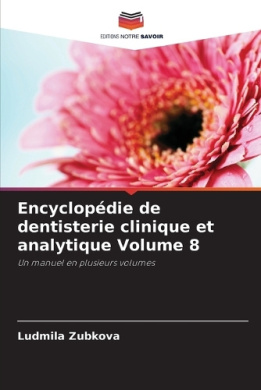 EDITIONS NOTRE SAVOIR
Encyclopédie de
dentisterie clinique et
analytique Volume 8
Un manuel en plusieurs volumes
Ludmila Zubkova